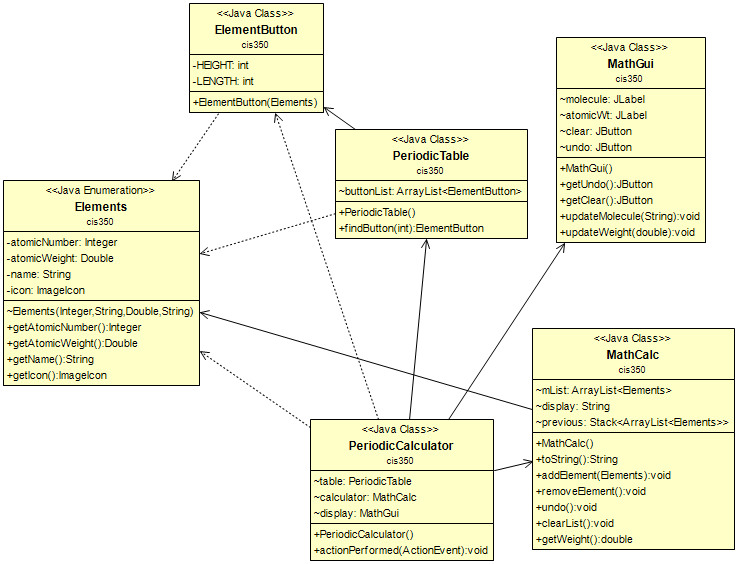 <<Java Class>>
ElementButton
cis350
-HEIGHT: int
-LENGTH: int
+ElementButton(Elements)
<<Java Class>>
MathGui
cis350
~molecule: JLabel
~atomicWt: JLabel
~clear: JButton
~undo: JButton
+MathGui()
+getUndo():JButton
+getClear():JButton
+updateMolecule(String):void
+updateWeight(double):void
<<Java Class>>
PeriodicTable
cis350
~buttonList: ArrayList<ElementButton>
+PeriodicTable()
+findButton(int):ElementButton
<<Java Enumeration>>
Elements
cis350
-atomicNumber: Integer
-atomicWeight: Double
-name: String
-icon: ImageIcon
~Elements(Integer,String,Double,String)
+getAtomicNumber():Integer
+getAtomicWeight():Double
+getName():String
+getIcon():ImageIcon
<<Java Class>>
MathCalc
cis350
~mList: ArrayList<Elements>
~display: String
~previous: Stack<ArrayList<Elements>>
+MathCalc()
+toString():String
+addElement(Elements):void
+removeElement():void
+undo():void
+clearList():void
+getWeight():double
<<Java Class>>
PeriodicCalculator
cis350
~table: PeriodicTable
~calculator: MathCalc
~display: MathGui
+PeriodicCalculator()
+actionPerformed(ActionEvent):void